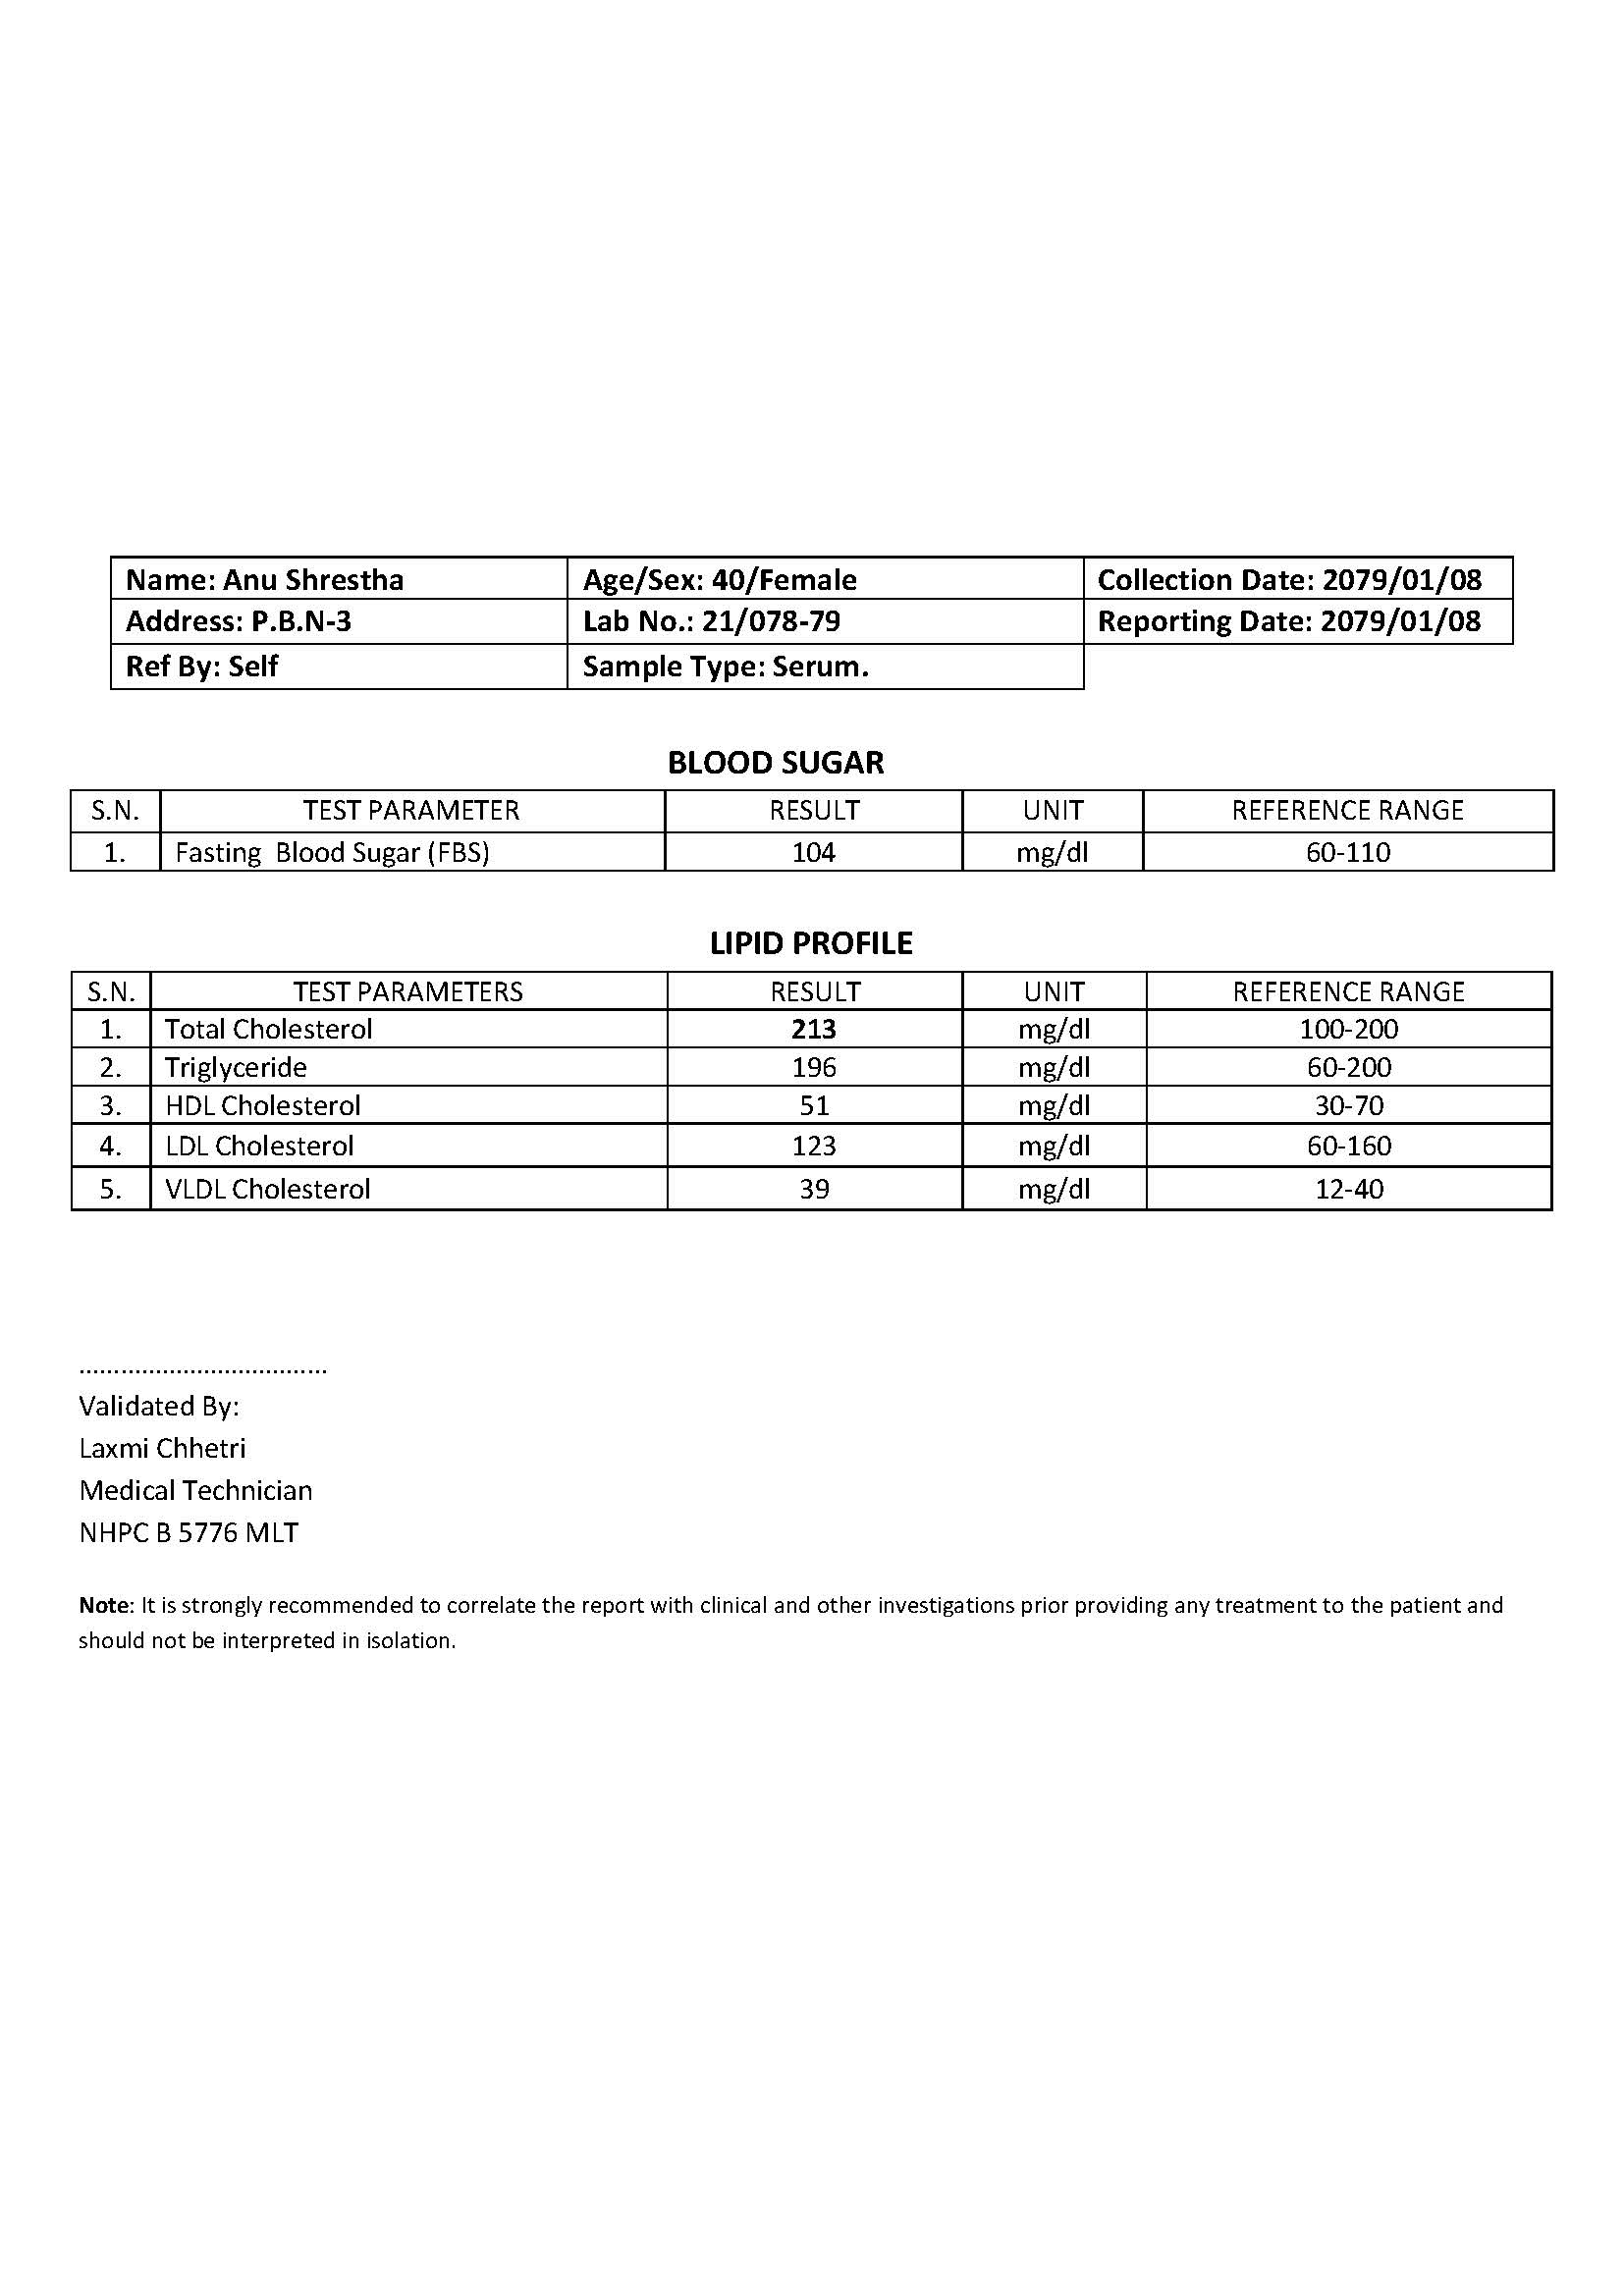 Name: Anu Shrestha Age/Sex: 40/Female Collection Date: 2079/01/08
Address: P.B.N-3 Lab No.: 21/078-79 Reporting Date: 2079/01/08
Ref By: Self Sample Type: Serum.
BLOOD SUGAR
S.N. TEST PARAMETER RESULT UNIT REFERENCE RANGE
1. Fasting Blood Sugar (FBS) 104 mg/dl 60-110
LIPID PROFILE
S.N. TEST PARAMETERS RESULT UNIT REFERENCE RANGE
1. Total Cholesterol 213 mg/dl 100-200
2. Triglyceride 196 mg/dl 60-200
3. HDL Cholesterol 51 mg/dl 30-70
4. LDL Cholesterol 123 mg/dl 60-160
5. VLDL Cholesterol 39 mg/dl 12-40
....................................
Validated By:
Laxmi Chhetri
Medical Technician
NHPC B 5776 MLT
Note: It is strongly recommended to correlate the report with clinical and other investigations prior providing any treatment to the patient and
should not be interpreted in isolation.